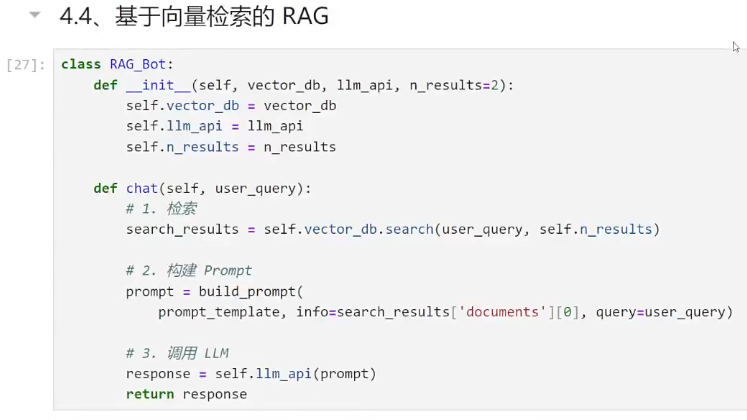 4.4、基于向量检索的 RAG
[27]:
class RAG_Bot:
    def __init__(self, vector_db, llm_api, n_results=2):
        self.vector_db = vector_db
        self.llm_api = llm_api
        self.n_results = n_results

    def chat(self, user_query):
        # 1. 检索
        search_results = self.vector_db.search(user_query, self.n_results)

        # 2. 构建 Prompt
        prompt = build_prompt(
            prompt_template, info=search_results['documents'][0], query=user_query)

        # 3. 调用 LLM
        response = self.llm_api(prompt)
        return response